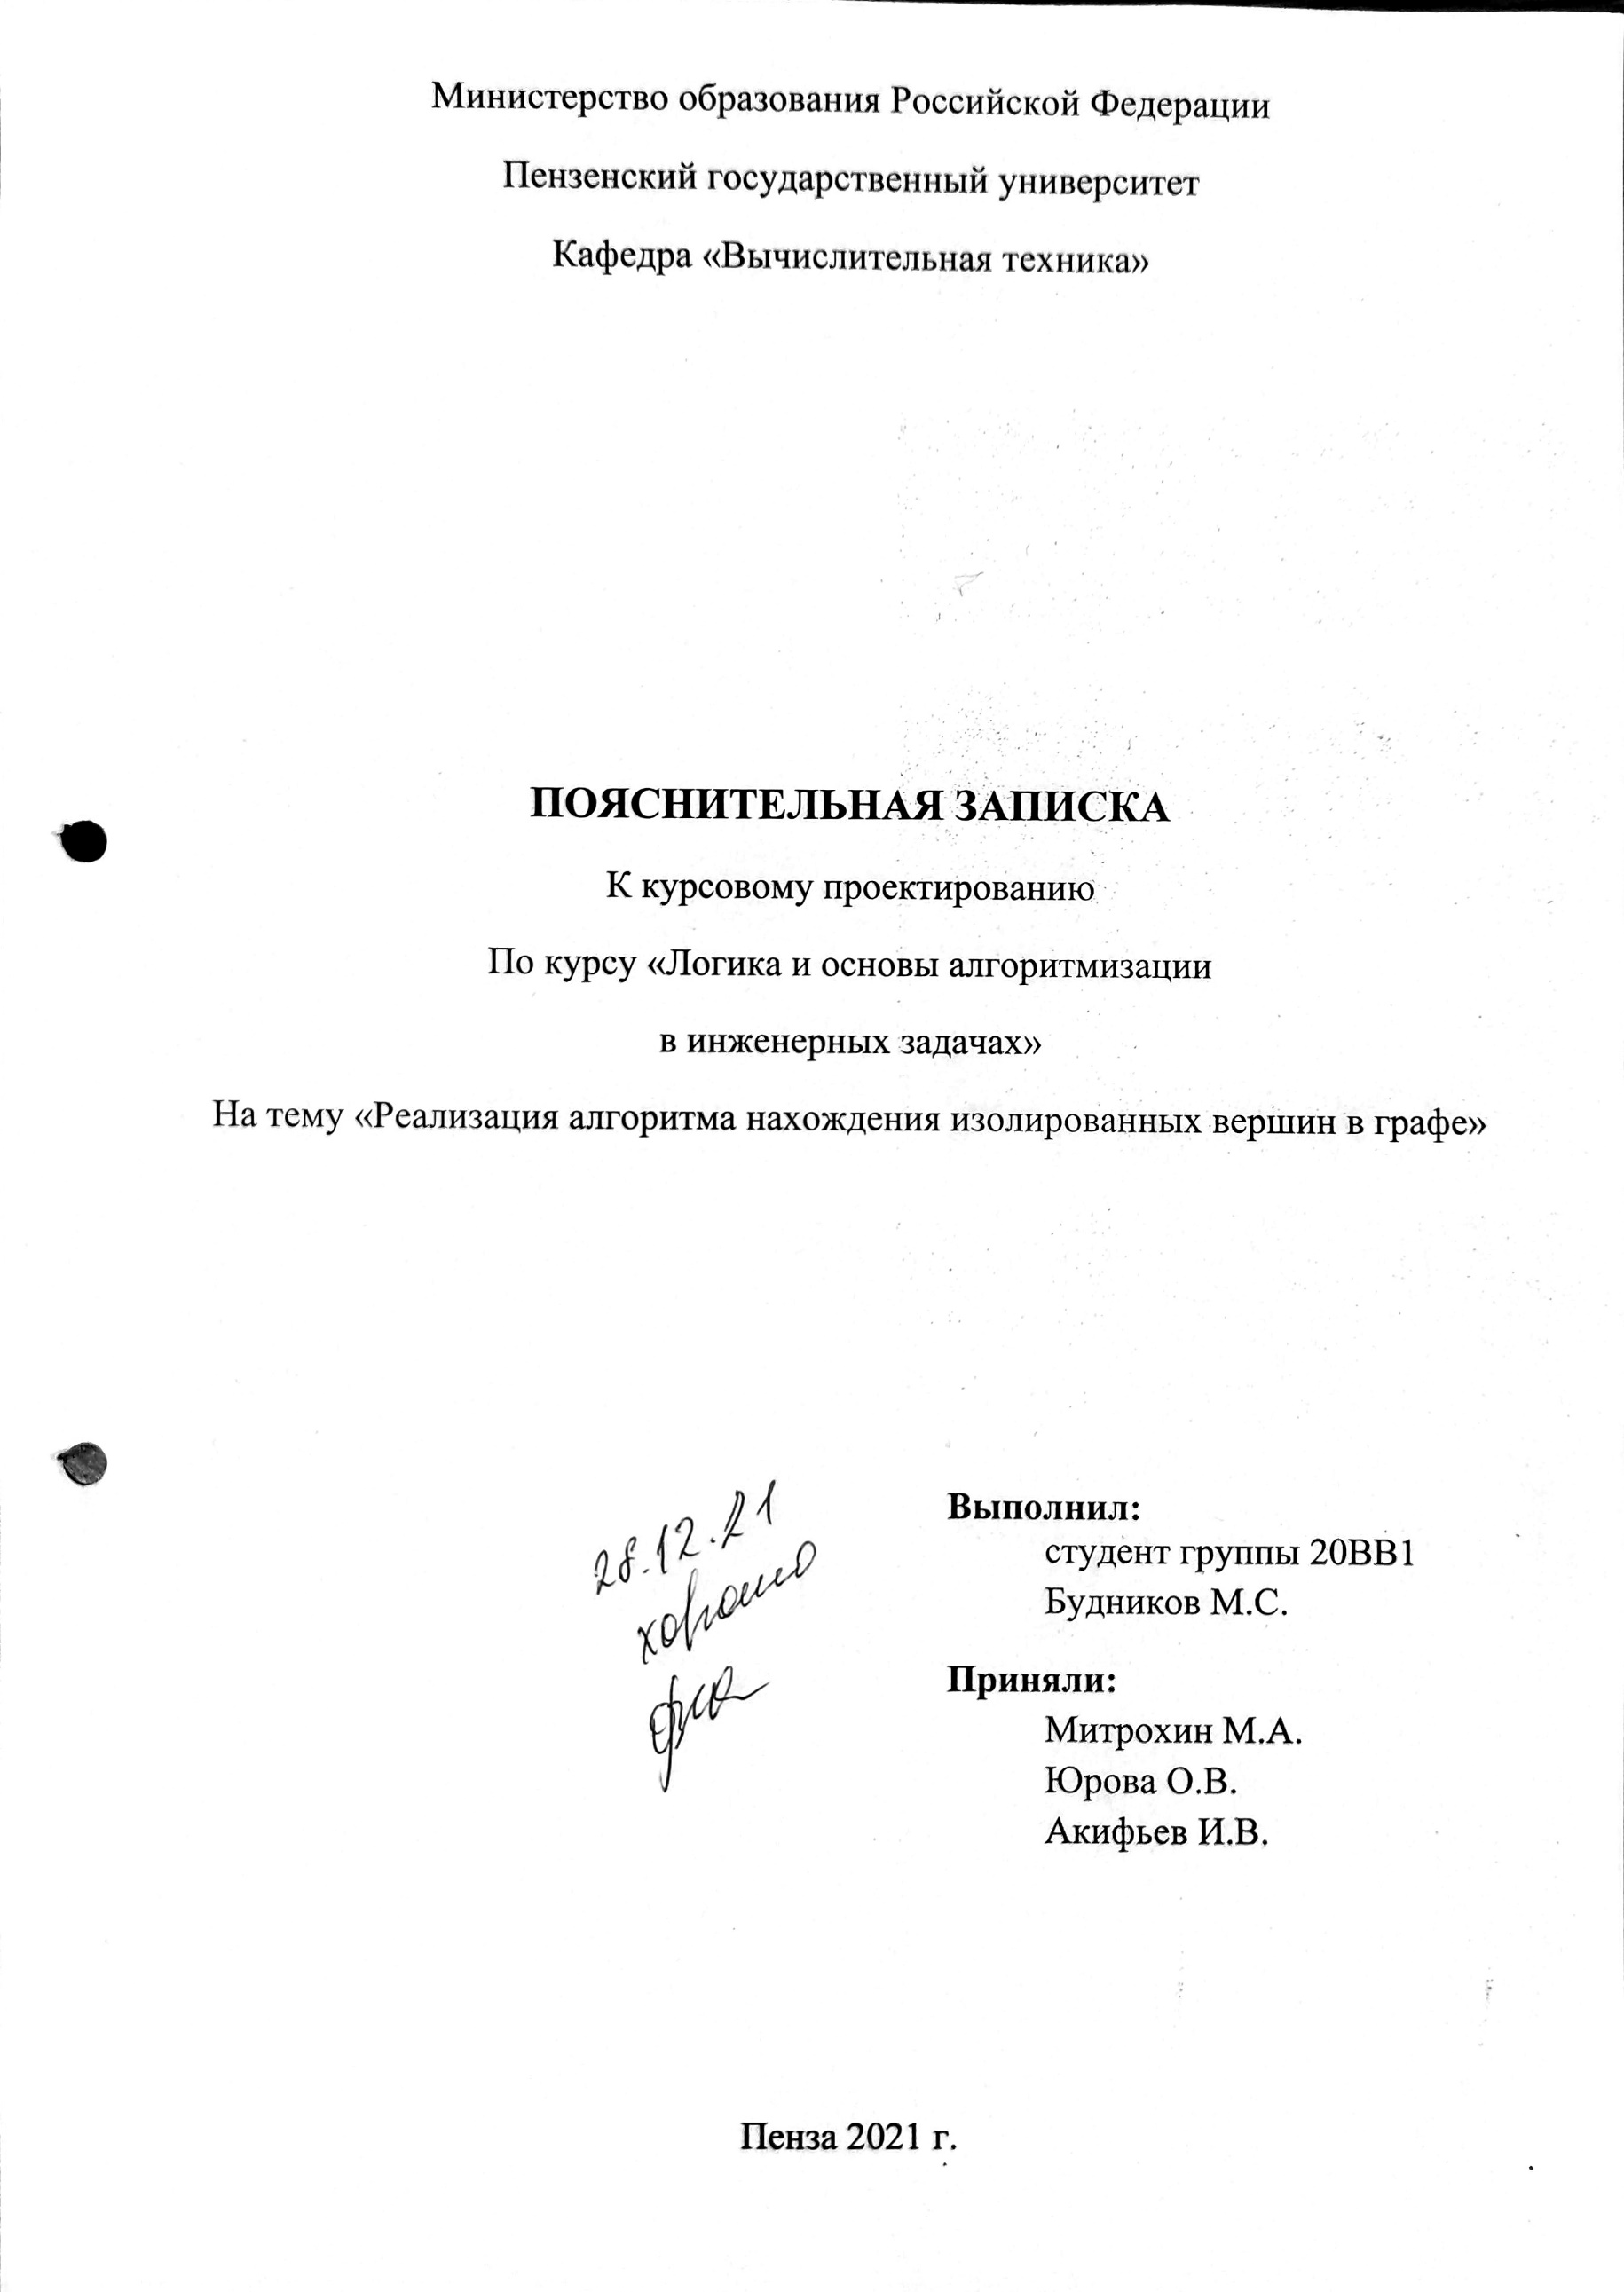 Министерство образования Российской Федерации
Пензенский государственный университет
Кафедра «Вычислительная техника»
ПОЯСНИТЕЛЬНАЯ ЗАПИСКА
К курсовому проектированию
По курсу «Логика и основы алгоритмизации
в инженерных задачах»
На тему «Реализация алгоритма нахождения изолированных вершин в графе»
28.12.21
хорошо
Выполнил:
студент группы 20ВВ1
Будников М.С.
Приняли:
Митрохин М.А.
Юрова О.В.
Акифьев И.В.
Пенза 2021 г.